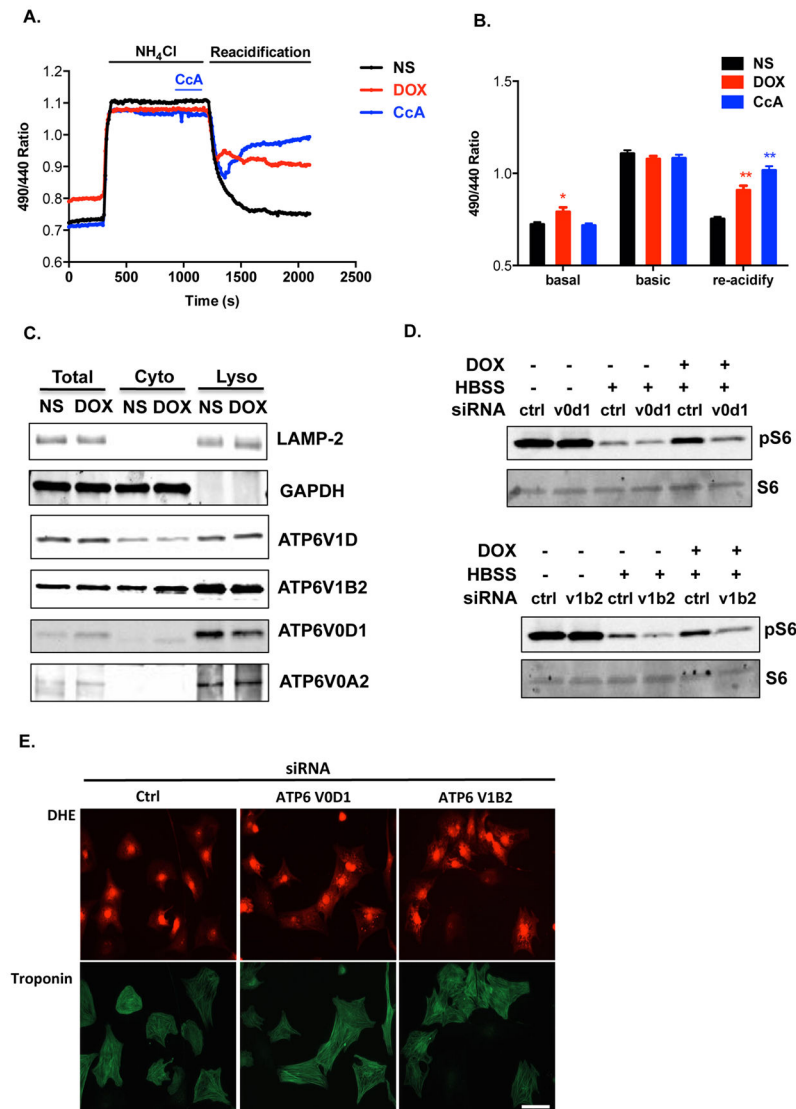 A.
NH4Cl Reacidification
CcA
NS
DOX
CcA
490/440 Ratio
1.2
1.1
1.0
0.9
0.8
0.7
0.6
0 500 1000 1500 2000 2500
Time (s)
B.
NS
DOX
CcA
490/440 Ratio
1.5
1.0
0.5
*
**
**
basal basic re-acidify
C.
Total Cyto Lyso
NS DOX NS DOX NS DOX
LAMP-2
GAPDH
ATP6V1D
ATP6V1B2
ATP6V0D1
ATP6V0A2
D.
DOX - - - - + +
HBSS - - + + + +
siRNA ctrl v0d1 ctrl v0d1 ctrl v0d1
pS6
S6
DOX - - - - + +
HBSS - - + + + +
siRNA ctrl v1b2 ctrl v1b2 ctrl v1b2
pS6
S6
E.
siRNA
Ctrl ATP6 V0D1 ATP6 V1B2
DHE
Troponin